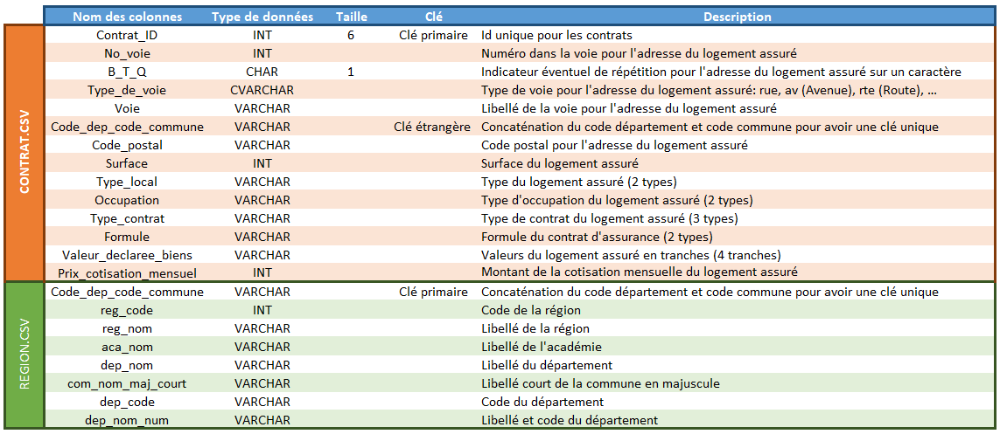 Nom des colonnes Type de données Taille Clé Description
CONTRAT.CSV
Contrat_ID INT 6 Clé primaire Id unique pour les contrats
No_voie INT Numéro dans la voie pour l'adresse du logement assuré
B_T_Q CHAR 1 Indicateur éventuel de répétition pour l'adresse du logement assuré sur un caractère
Type_de_voie CVARCHAR Type de voie pour l'adresse du logement assuré: rue, av (Avenue), rte (Route), ...
Voie VARCHAR Libellé de la voie pour l'adresse du logement assuré
Code_dep_code_commune VARCHAR Clé étrangère Concaténation du code département et code commune pour avoir une clé unique
Code_postal VARCHAR Code postal pour l'adresse du logement assuré
Surface INT Surface du logement assuré
Type_local VARCHAR Type du logement assuré (2 types)
Occupation VARCHAR Type d'occupation du logement assuré (2 types)
Type_contrat VARCHAR Type de contrat du logement assuré (3 types)
Formule VARCHAR Formule du contrat d'assurance (2 types)
Valeur_declaree_biens VARCHAR Valeurs du logement assuré en tranches (4 tranches)
Prix_cotisation_mensuel INT Montant de la cotisation mensuelle du logement assuré
REGION.CSV
Code_dep_code_commune VARCHAR Clé primaire Concaténation du code département et code commune pour avoir une clé unique
reg_code INT Code de la région
reg_nom VARCHAR Libellé de la région
aca_nom VARCHAR Libellé de l'académie
dep_nom VARCHAR Libellé du département
com_nom_maj_court VARCHAR Libellé court de la commune en majuscule
dep_code VARCHAR Code du département
dep_nom_num VARCHAR Libellé et code du département